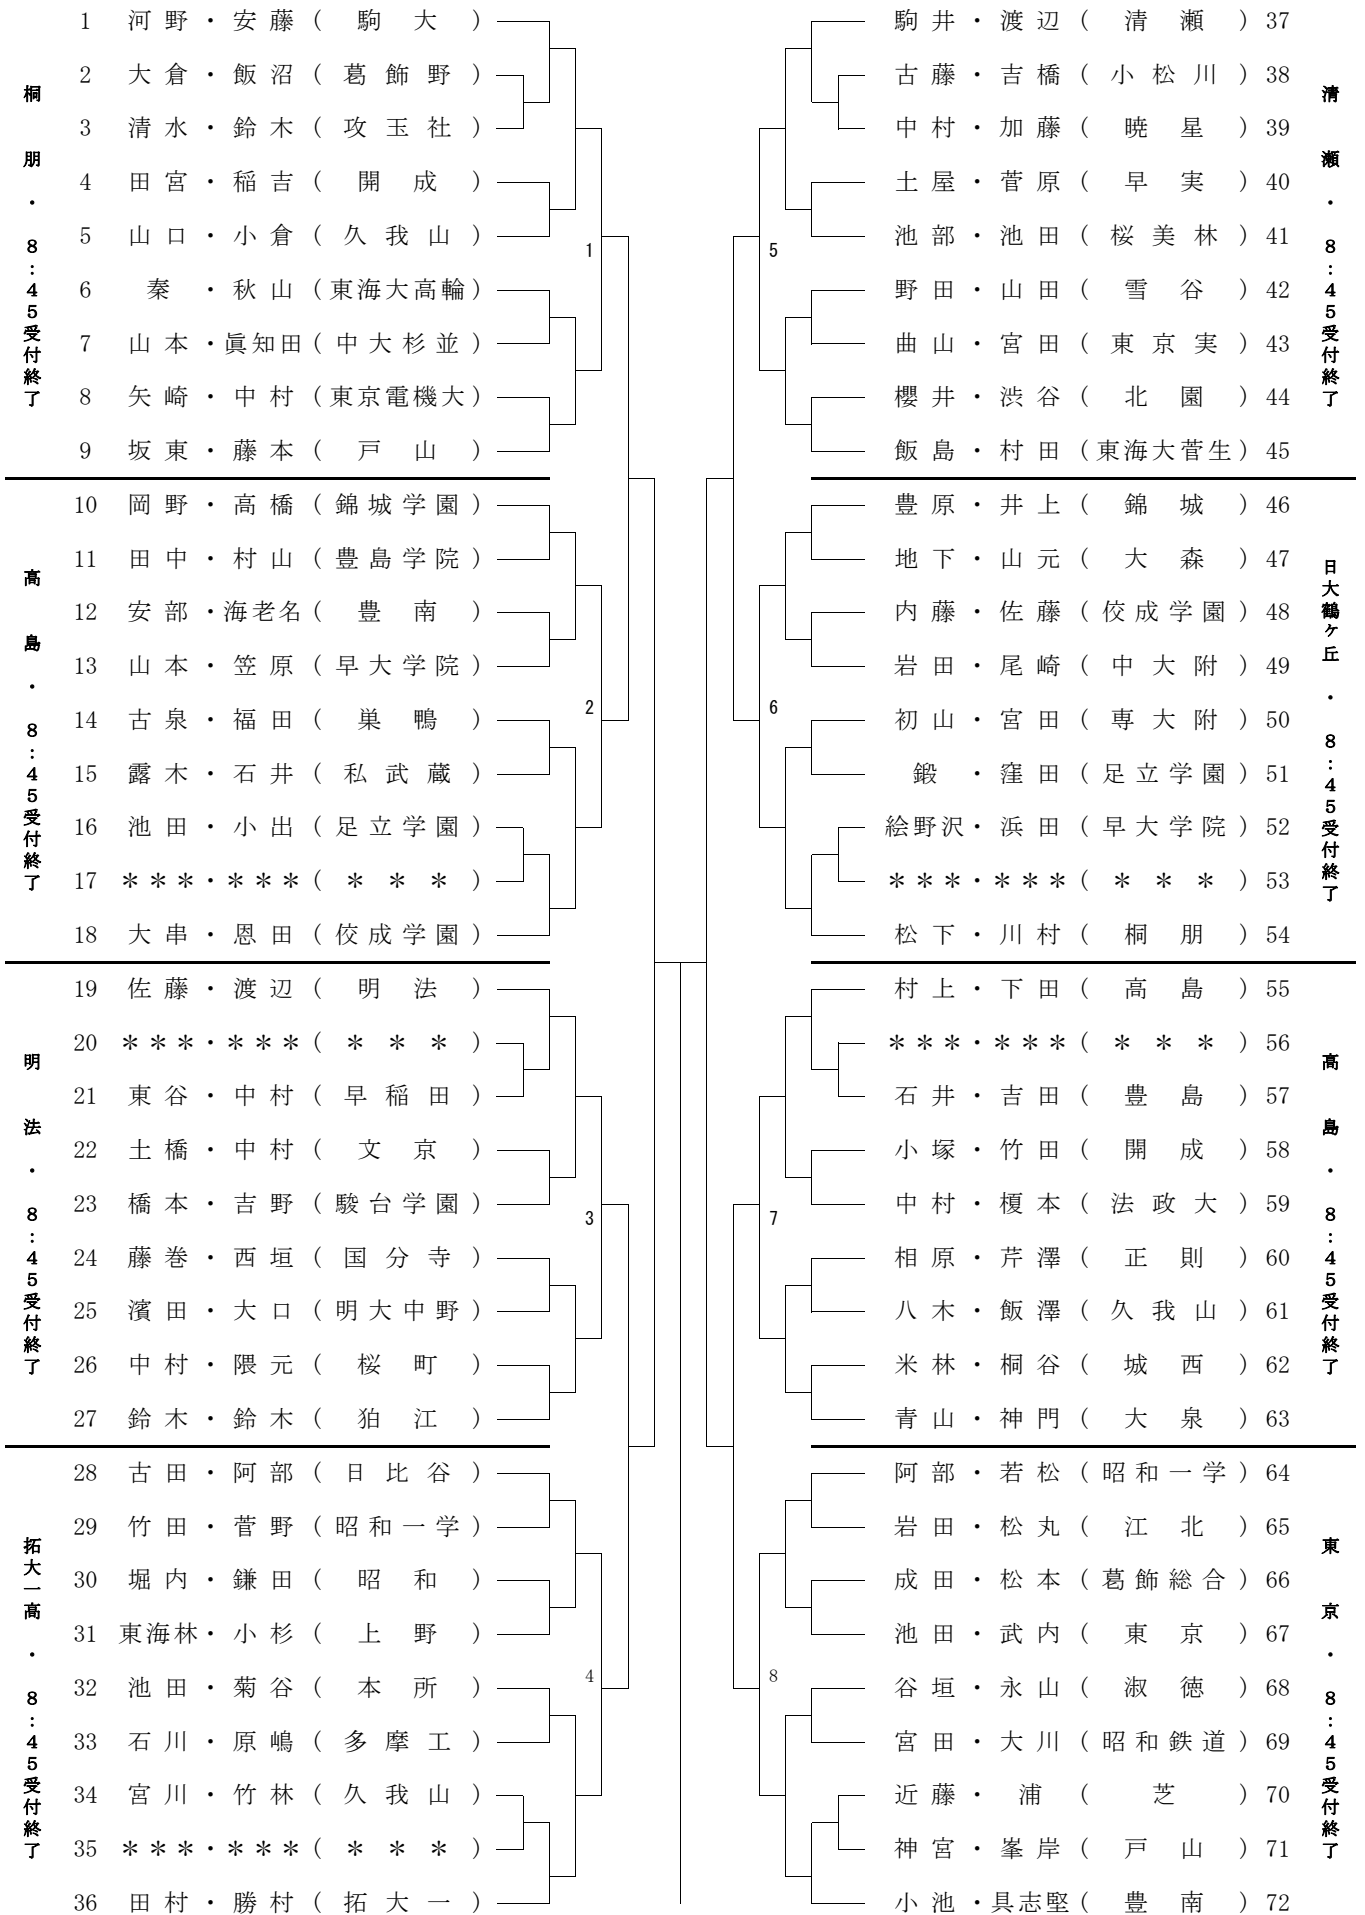 桐朋・8:45受付終了
1 河野・安藤(駒大)
2 大倉・飯沼(葛飾野)
3 清水・鈴木(攻玉社)
4 田宮・稲吉(開成)
5 山口・小倉(久我山)
6 秦・秋山(東海大高輪)
7 山本・眞知田(中大杉並)
8 矢崎・中村(東京電機大)
9 坂東・藤本(戸山)
1
高島・8:45受付終了
10 岡野・高橋(錦城学園)
11 田中・村山(豊島学院)
12 安部・海老名(豊南)
13 山本・笠原(早大学院)
14 古泉・福田(巣鴨)
15 露木・石井(私武蔵)
16 池田・小出(足立学園)
17 ***・***(***)
18 大串・恩田(佼成学園)
2
明法・8:45受付終了
19 佐藤・渡辺(明法)
20 ***・***(***)
21 東谷・中村(早稲田)
22 土橋・中村(文京)
23 橋本・吉野(駿台学園)
24 藤巻・西垣(国分寺)
25 濱田・大口(明大中野)
26 中村・隈元(桜町)
27 鈴木・鈴木(狛江)
3
拓大一高・8:45受付終了
28 古田・阿部(日比谷)
29 竹田・菅野(昭和一学)
30 堀内・鎌田(昭和)
31 東海林・小杉(上野)
32 池田・菊谷(本所)
33 石川・原嶋(多摩工)
34 宮川・竹林(久我山)
35 ***・***(***)
36 田村・勝村(拓大一)
4
清瀬・8:45受付終了
駒井・渡辺(清瀬)37
古藤・吉橋(小松川)38
中村・加藤(暁星)39
土屋・菅原(早実)40
池部・池田(桜美林)41
野田・山田(雪谷)42
曲山・宮田(東京実)43
櫻井・渋谷(北園)44
飯島・村田(東海大菅生)45
5
日大鶴ケ丘・8:45受付終了
豊原・井上(錦城)46
地下・山元(大森)47
内藤・佐藤(佼成学園)48
岩田・尾崎(中大附)49
初山・宮田(専大附)50
鍛・窪田(足立学園)51
絵野沢・浜田(早大学院)52
***・***(***)53
松下・川村(桐朋)54
6
高島・8:45受付終了
村上・下田(高島)55
***・***(***)56
石井・吉田(豊島)57
小塚・竹田(開成)58
中村・榎本(法政大)59
相原・芹澤(正則)60
八木・飯澤(久我山)61
米林・桐谷(城西)62
青山・神門(大泉)63
7
東京・8:45受付終了
阿部・若松(昭和一学)64
岩田・松丸(江北)65
成田・松本(葛飾総合)66
池田・武内(東京)67
谷垣・永山(淑徳)68
宮田・大川(昭和鉄道)69
近藤・浦(芝)70
神宮・峯岸(戸山)71
小池・具志堅(豊南)72
8